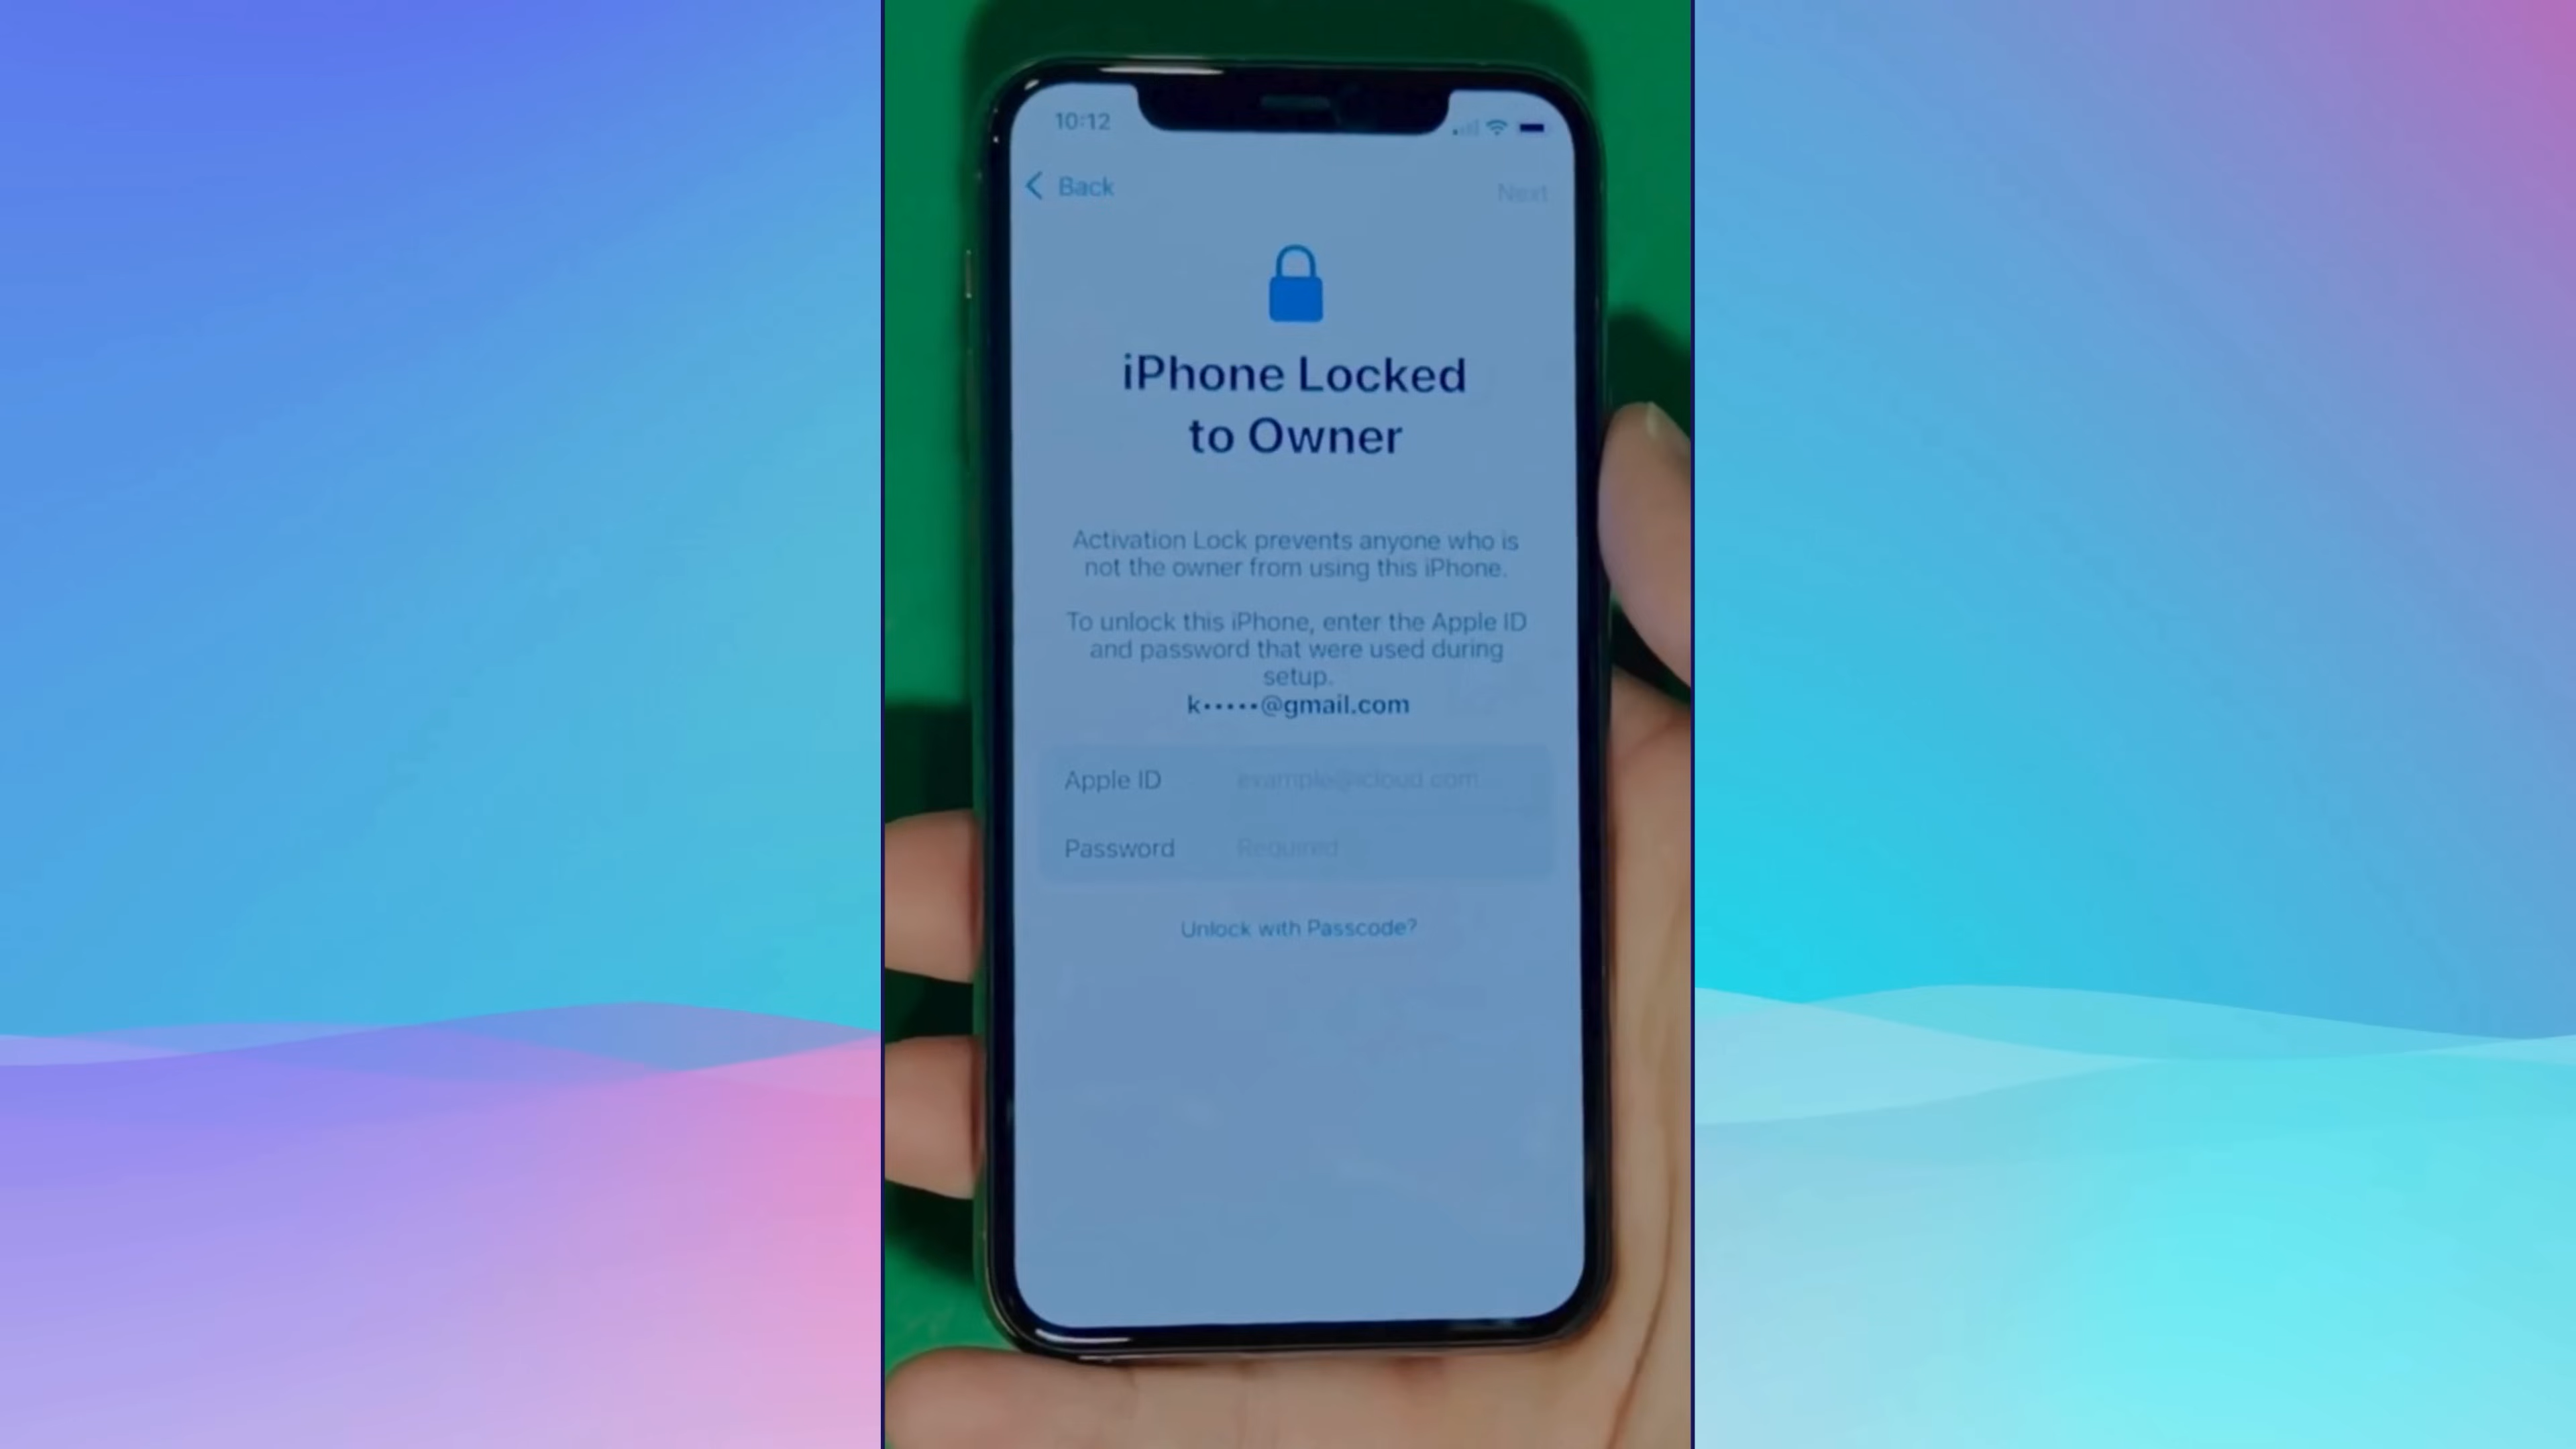 10:12
Back
Next
iPhone Locked
to Owner
Activation Lock prevents anyone who is
not the owner from using this iPhone.
To unlock this iPhone, enter the Apple ID
and password that were used during
setup.
k•••••@gmail.com
Apple ID example@icloud.com
Password Required
Unlock with Passcode?